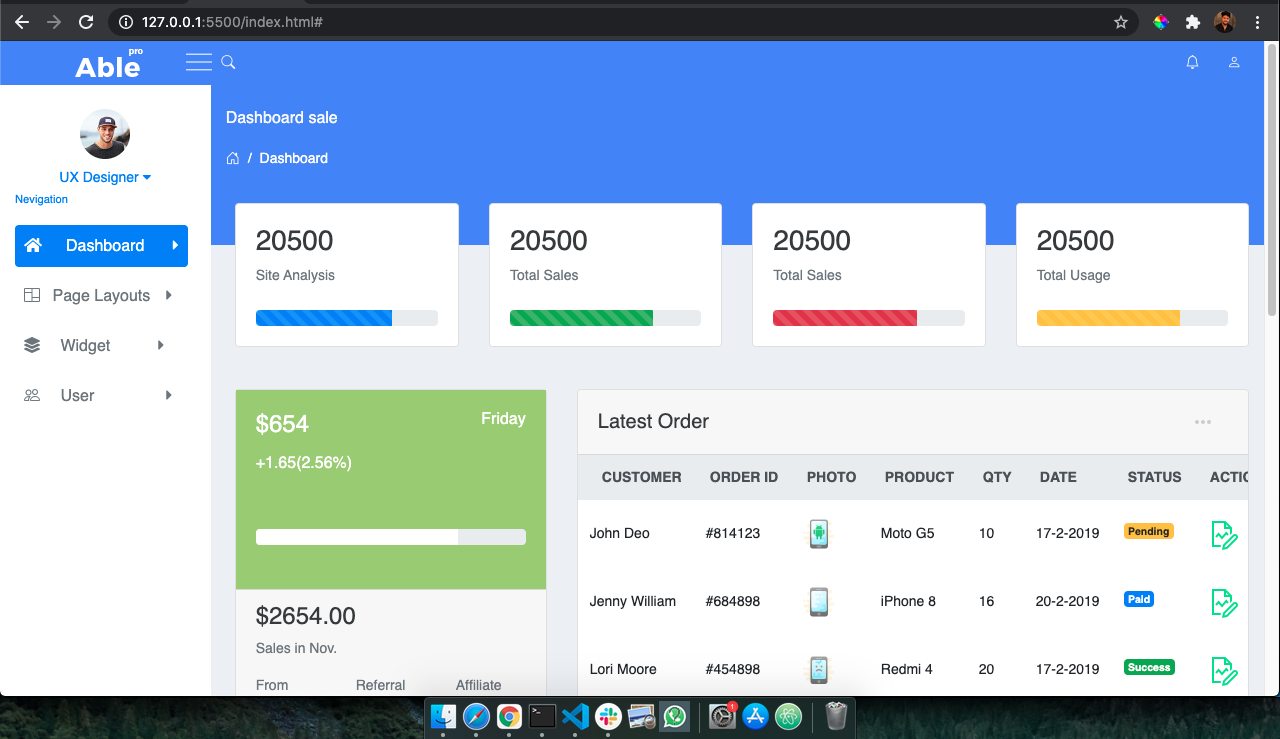 127.0.0.1:5500/index.html#
Able pro
Dashboard sale
/ Dashboard
UX Designer
Nevigation
Dashboard
Page Layouts
Widget
User
20500
Site Analysis
20500
Total Sales
20500
Total Sales
20500
Total Usage
$654 Friday
+1.65(2.56%)
$2654.00
Sales in Nov.
From Referral Affiliate
Latest Order
CUSTOMER ORDER ID PHOTO PRODUCT QTY DATE STATUS ACTIC
John Deo #814123 Moto G5 10 17-2-2019 Pending
Jenny William #684898 iPhone 8 16 20-2-2019 Paid
Lori Moore #454898 Redmi 4 20 17-2-2019 Success
1